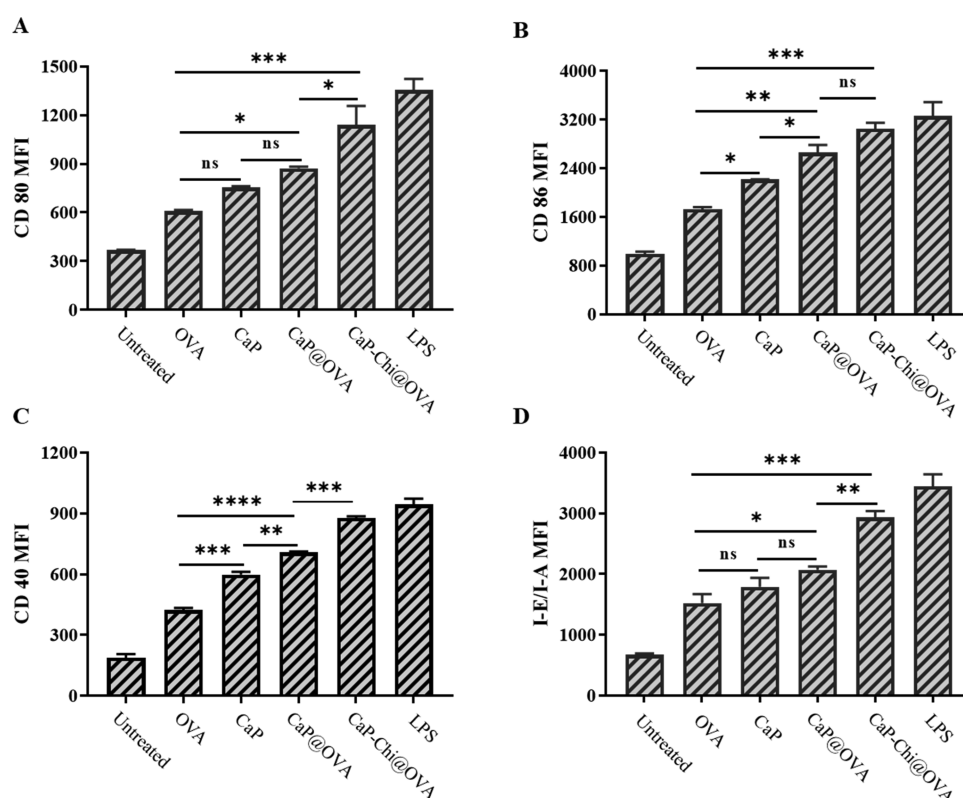 A
***
*
*
ns
ns
1500
1200
900
600
300
0
CD 80 MFI
Untreated
OVA
CaP
CaP@OVA
CaP-Chi@OVA
LPS
B
***
ns
**
*
*
4000
3200
2400
1600
800
0
CD 86 MFI
Untreated
OVA
CaP
CaP@OVA
CaP-Chi@OVA
LPS
C
****
***
**
***
1200
900
600
300
0
CD 40 MFI
Untreated
OVA
CaP
CaP@OVA
CaP-Chi@OVA
LPS
D
***
**
*
ns
ns
4000
3000
2000
1000
0
I-E/I-A MFI
Untreated
OVA
CaP
CaP@OVA
CaP-Chi@OVA
LPS